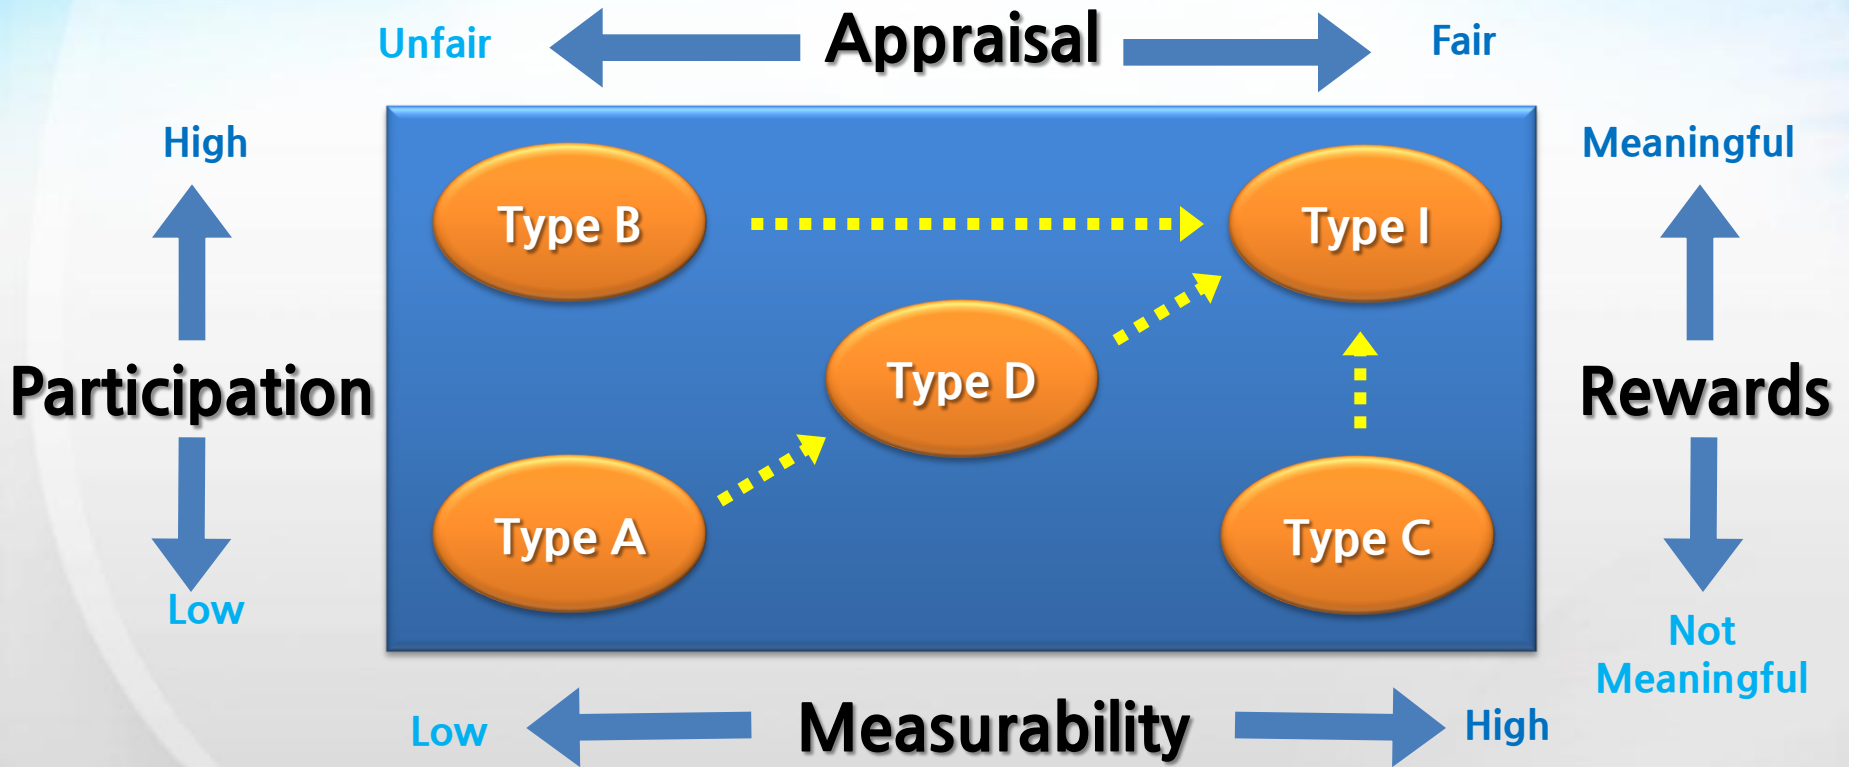 Unfair
Appraisal
Fair
High
Meaningful
Type B
Type I
Participation
Type D
Rewards
Type A
Type C
Low
Not
Meaningful
Low
Measurability
High